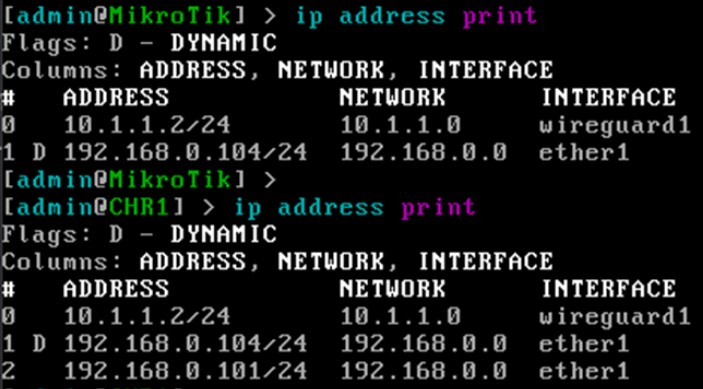 [admin@MikroTik] > ip address print
Flags: D - DYNAMIC
Columns: ADDRESS, NETWORK, INTERFACE
#   ADDRESS           NETWORK      INTERFACE
0   10.1.1.2/24       10.1.1.0     wireguard1
1 D 192.168.0.104/24  192.168.0.0  ether1
[admin@MikroTik] >
[admin@CHR1] > ip address print
Flags: D - DYNAMIC
Columns: ADDRESS, NETWORK, INTERFACE
#   ADDRESS           NETWORK      INTERFACE
0   10.1.1.2/24       10.1.1.0     wireguard1
1 D 192.168.0.104/24  192.168.0.0  ether1
2   192.168.0.101/24  192.168.0.0  ether1